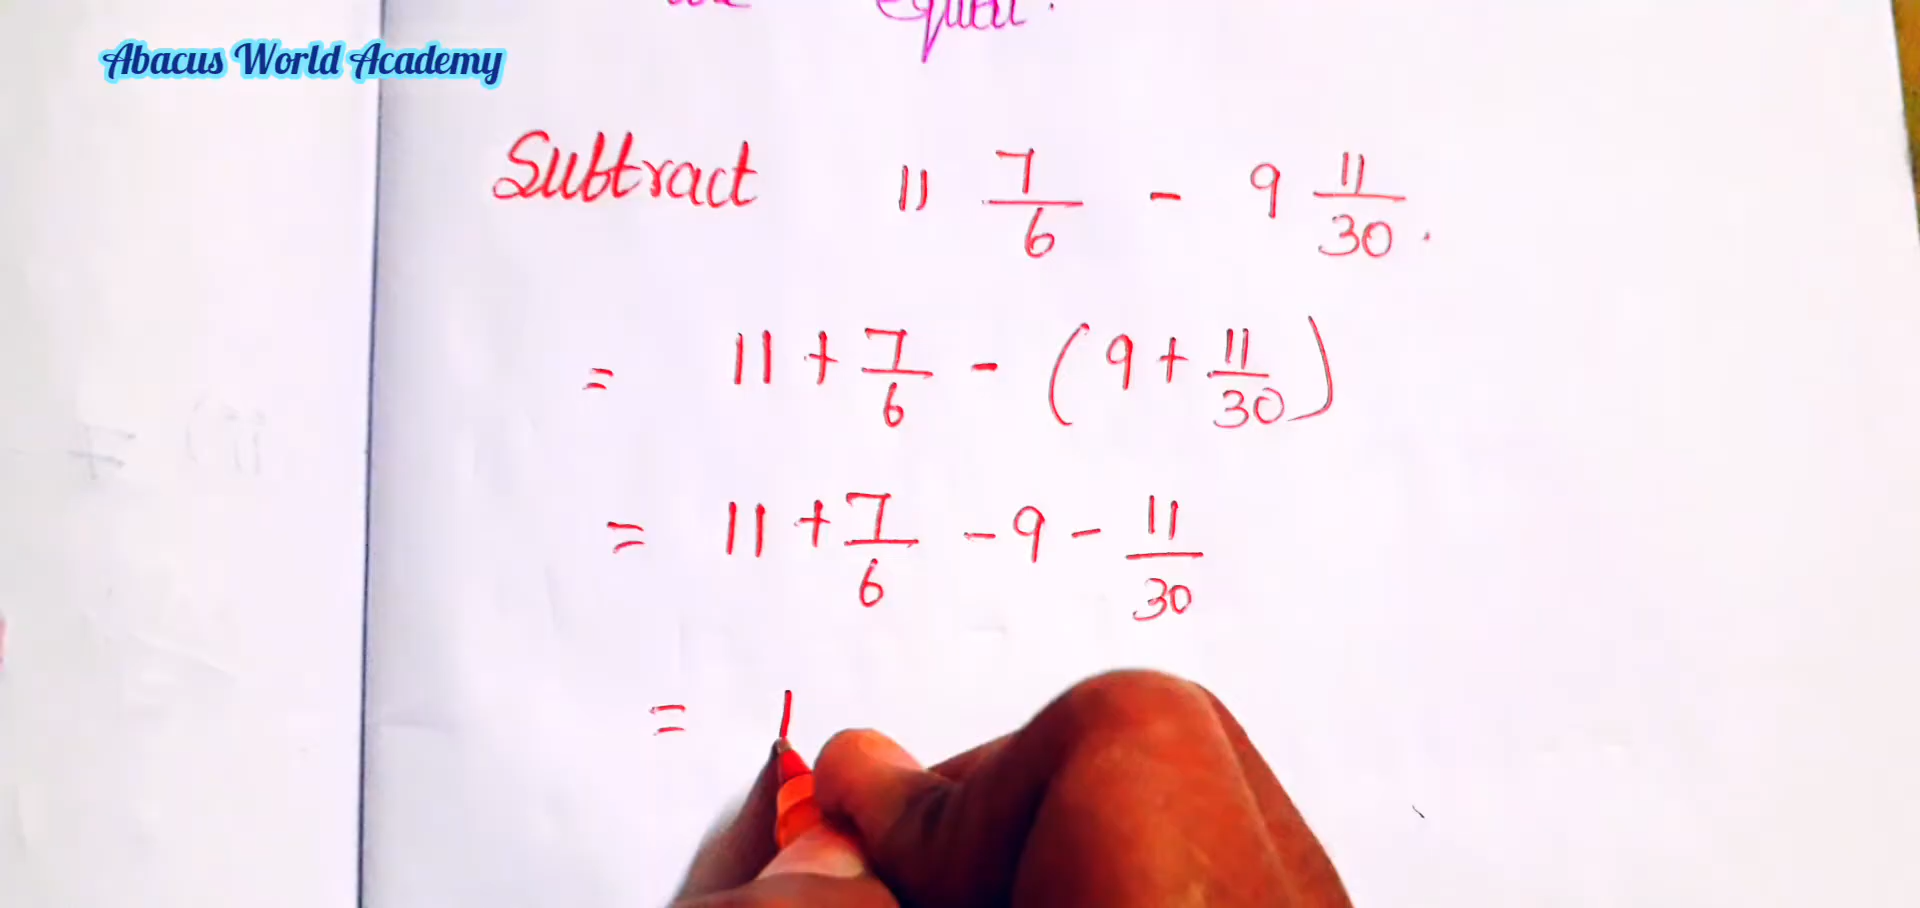 equal.
Abacus World Academy
Subtract 11 7/6 - 9 11/30.
= 11 + 7/6 - (9 + 11/30)
= 11 + 7/6 - 9 - 11/30
= 1